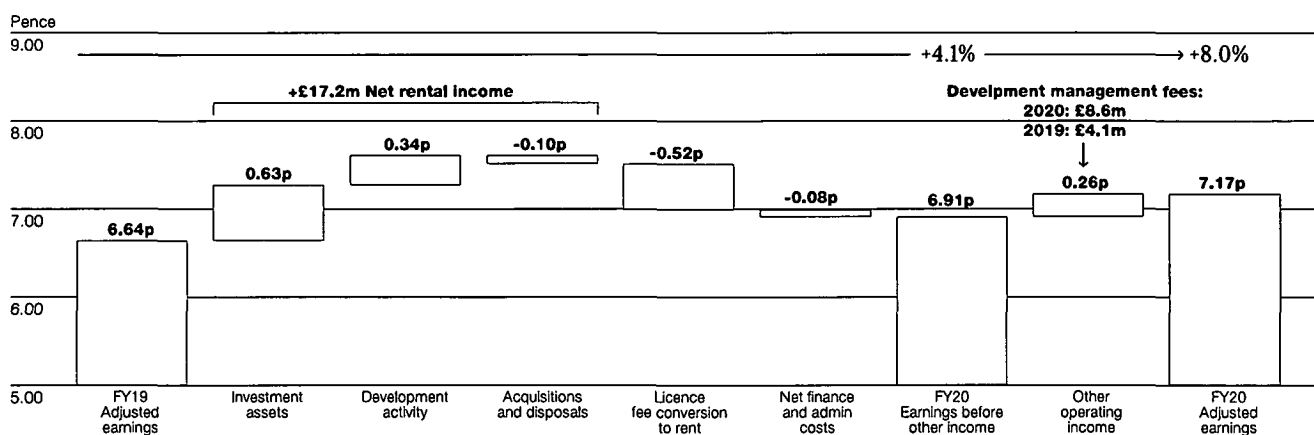 Pence
9.00
+4.1%
+8.0%
+£17.2m Net rental income
Develpment management fees:
2020: £8.6m
2019: £4.1m
8.00
0.34p
-0.10p
-0.52p
0.63p
-0.08p
6.91p
0.26p
7.17p
7.00
6.64p
6.00
5.00
FY19
Adjusted
earnings
Investment
assets
Development
activity
Acquisitions
and disposals
Licence
fee conversion
to rent
Net finance
and admin
costs
FY20
Earnings before
other income
Other
operating
income
FY20
Adjusted
earnings